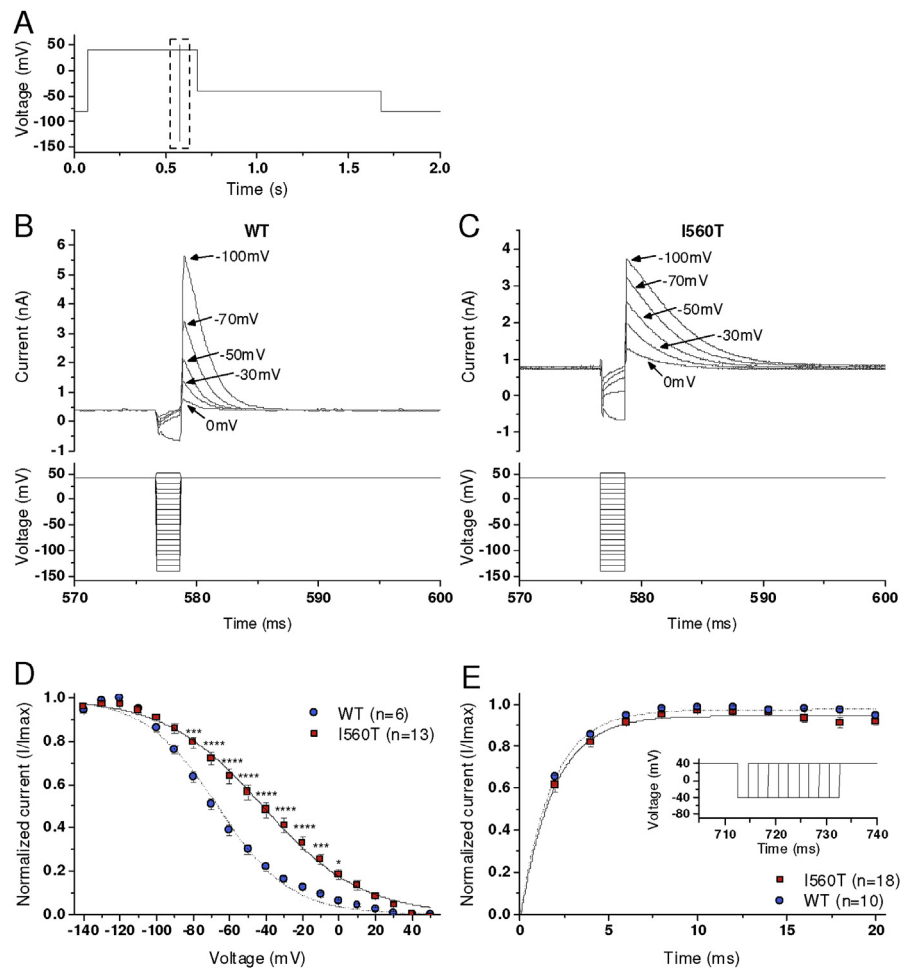 A
Voltage (mV)
50
0
-50
-100
-150
0.0 0.5 1.0 1.5 2.0
Time (s)
B
WT
Current (nA)
6
5
4
3
2
1
0
-1
-100mV
-70mV
-50mV
-30mV
0mV
Voltage (mV)
50
0
-50
-100
-150
570 580 590 600
Time (ms)
C
I560T
Current (nA)
4
3
2
1
0
-1
-100mV
-70mV
-50mV
-30mV
0mV
Voltage (mV)
50
0
-50
-100
-150
570 580 590 600
Time (ms)
D
Normalized current (I/Imax)
1.0
0.8
0.6
0.4
0.2
0.0
WT (n=6)
I560T (n=13)
***
****
****
****
****
****
****
***
*
-140 -120 -100 -80 -60 -40 -20 0 20 40
Voltage (mV)
E
Normalized current (I/Imax)
1.0
0.8
0.6
0.4
0.2
0.0
Voltage (mV)
40
0
-40
-80
710 720 730 740
Time (ms)
I560T (n=18)
WT (n=10)
0 5 10 15 20
Time (ms)